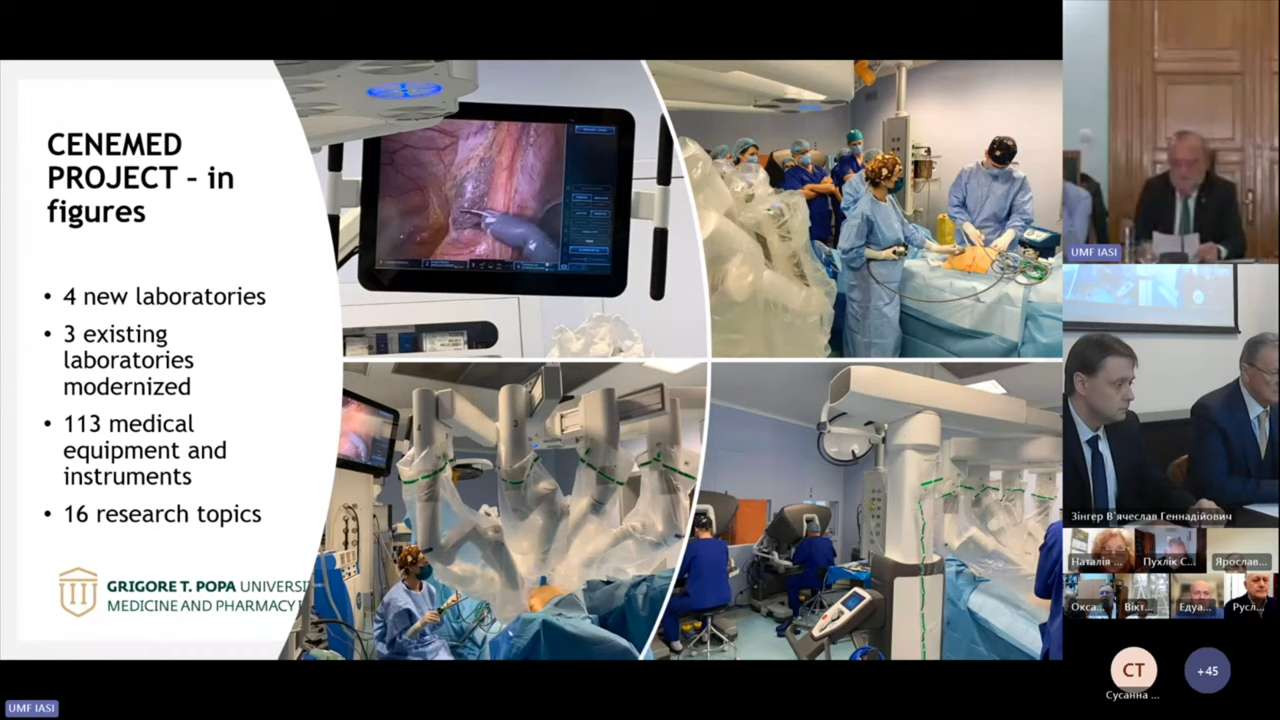 CENEMED
PROJECT - in
figures
• 4 new laboratories
• 3 existing
laboratories
modernized
• 113 medical
equipment and
instruments
• 16 research topics
GRIGORE T. POPA UNIVERSI
MEDICINE AND PHARMACY
UMF IASI
UMF IASI
Зінгер В'ячеслав Геннадійович
Наталія ...
Пухлік С...
Ярослав...
Окса...
Вікт...
Едуа...
Русл...
СТ
Сусанна ...
+45